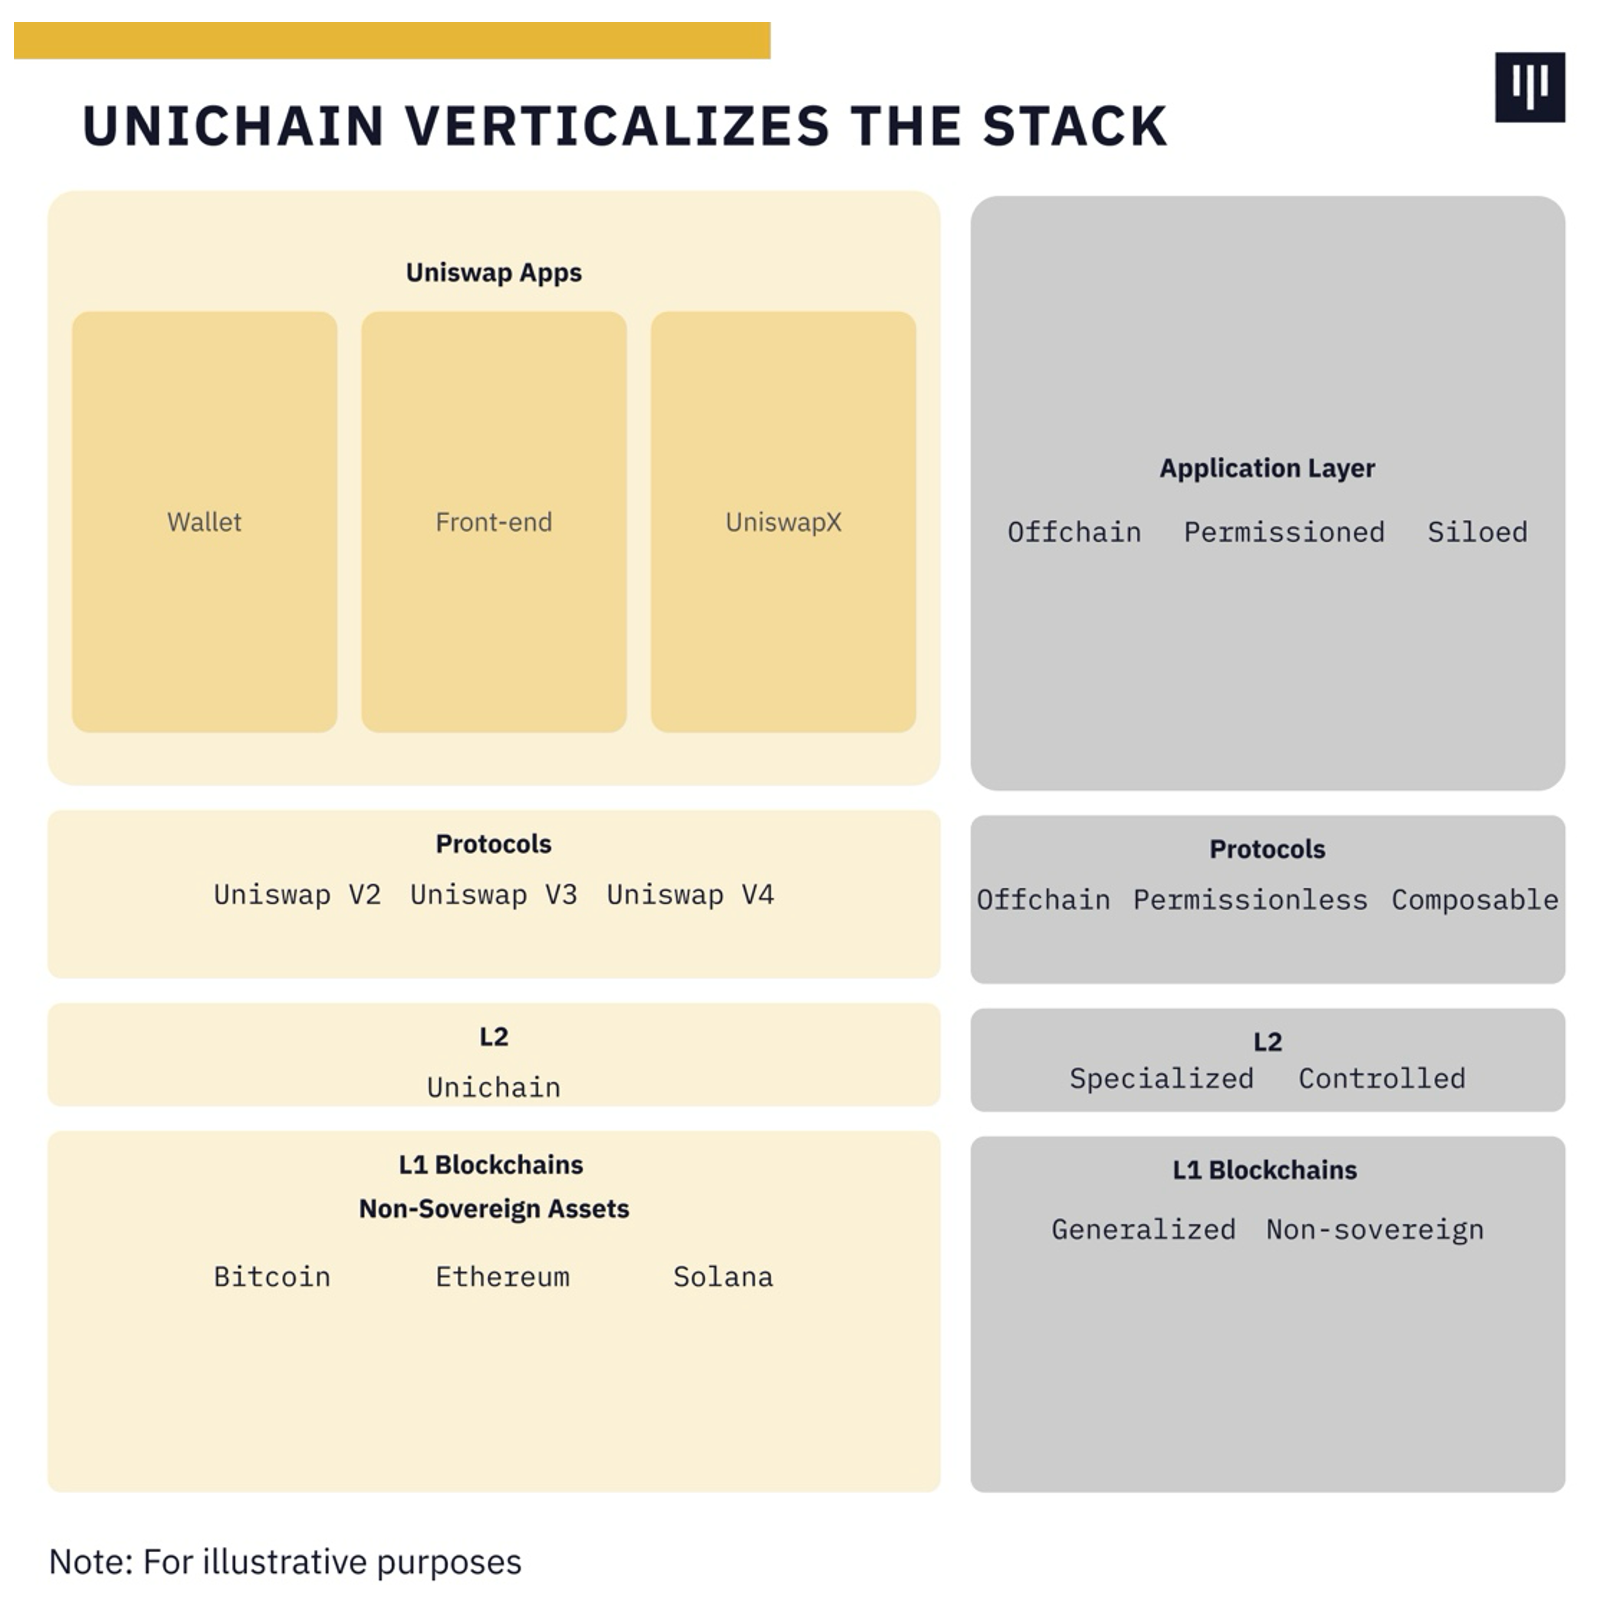 UNICHAIN VERTICALIZES THE STACK
Uniswap Apps
Wallet
Front-end
UniswapX
Application Layer
Offchain Permissioned Siloed
Protocols
Uniswap V2 Uniswap V3 Uniswap V4
Protocols
Offchain Permissionless Composable
L2
Unichain
L2
Specialized Controlled
L1 Blockchains
Non-Sovereign Assets
Bitcoin Ethereum Solana
L1 Blockchains
Generalized Non-sovereign
Note: For illustrative purposes